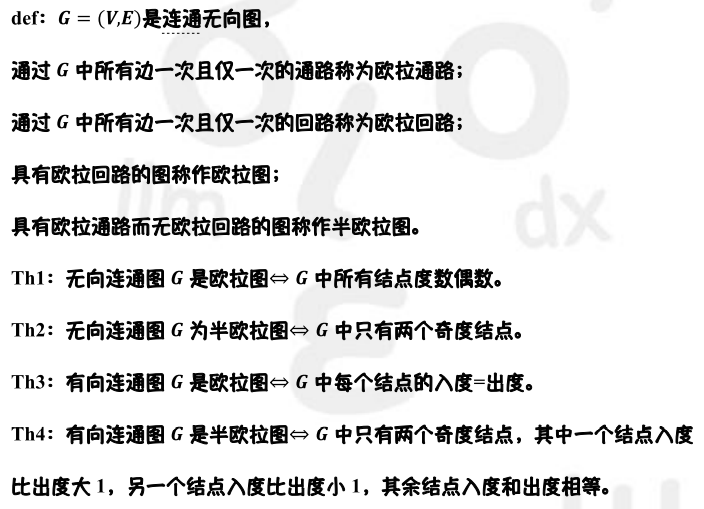 def：G = (V,E)是连通无向图，
通过 G 中所有边一次且仅一次的通路称为欧拉通路；
通过 G 中所有边一次且仅一次的回路称为欧拉回路；
具有欧拉回路的图称作欧拉图；
具有欧拉通路而无欧拉回路的图称作半欧拉图。
Th1：无向连通图 G 是欧拉图⇔ G 中所有结点度数偶数。
Th2：无向连通图 G 为半欧拉图⇔ G 中只有两个奇度结点。
Th3：有向连通图 G 是欧拉图⇔ G 中每个结点的入度=出度。
Th4：有向连通图 G 是半欧拉图⇔ G 中只有两个奇度结点，其中一个结点入度
比出度大 1，另一个结点入度比出度小 1，其余结点入度和出度相等。
lim
dx